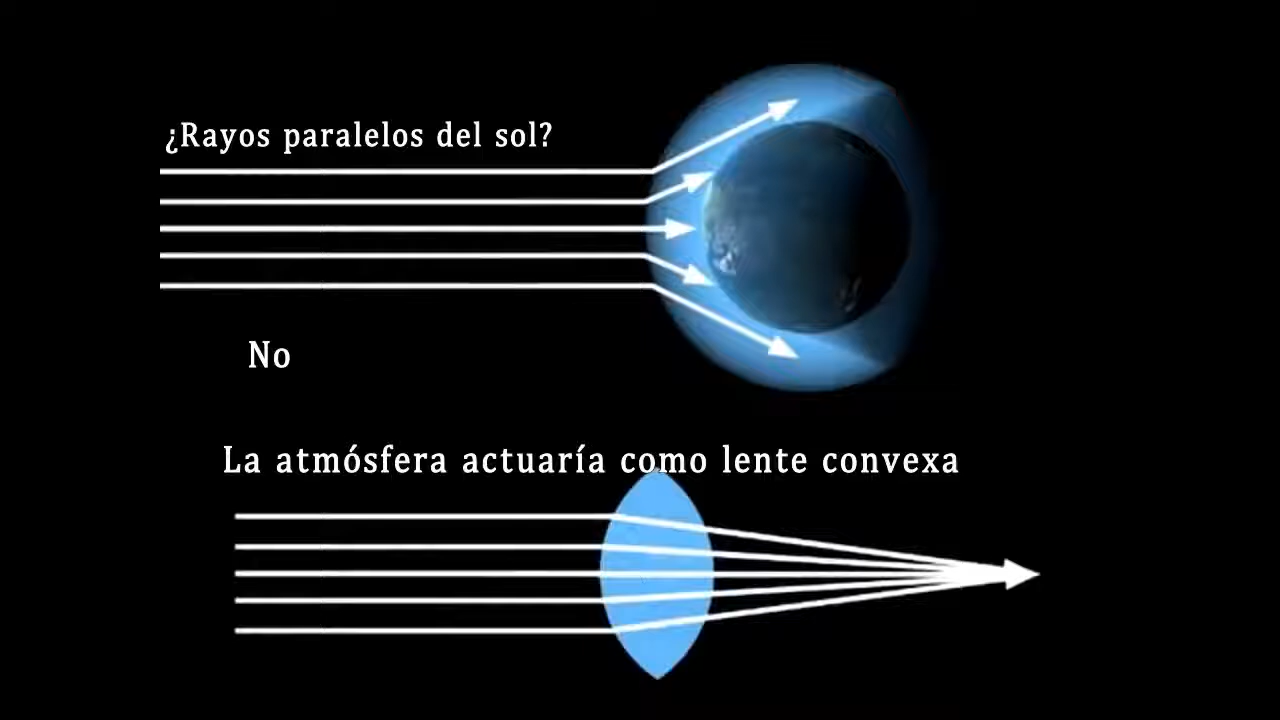 ¿Rayos paralelos del sol?
No
La atmósfera actuaría como lente convexa